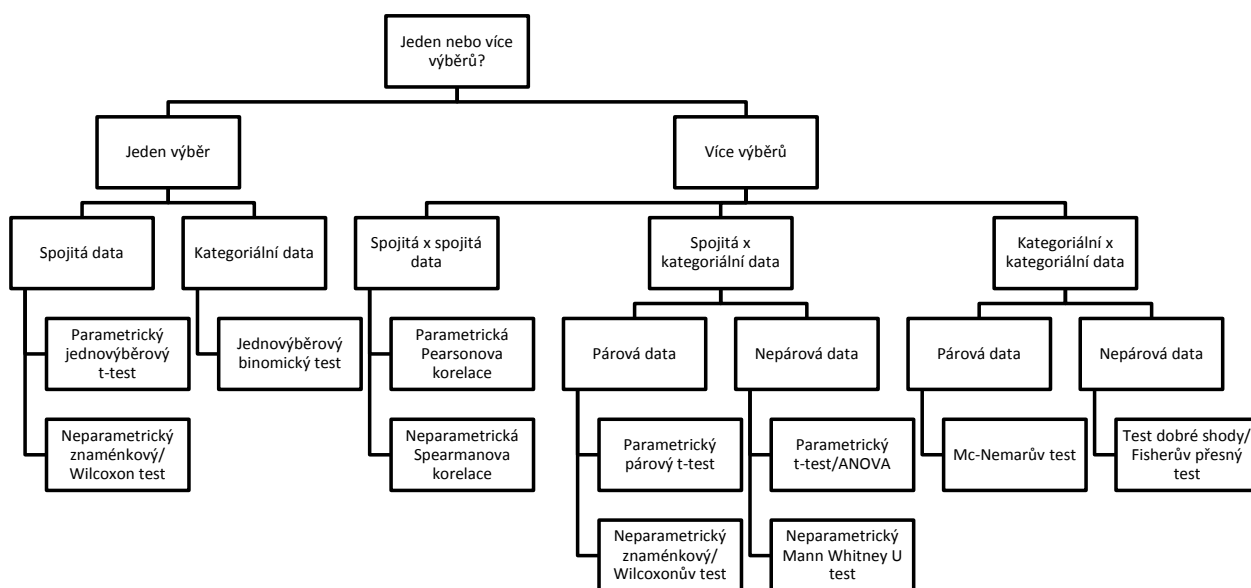 Jeden nebo více
výběrů?
Jeden výběr
Více výběrů
Spojitá data
Kategoriální data
Spojitá x spojitá
data
Spojitá x
kategoriální data
Kategoriální x
kategoriální data
Parametrický
jednovýběrový
t-test
Jednovýběrový
binomický test
Parametrická
Pearsonova
korelace
Párová data
Nepárová data
Párová data
Nepárová data
Neparametrický
znaménkový/
Wilcoxon test
Neparametrická
Spearmanova
korelace
Parametrický
párový t-test
Parametrický
t-test/ANOVA
Mc-Nemarův test
Test dobré shody/
Fisherův přesný
test
Neparametrický
znaménkový/
Wilcoxonův test
Neparametrický
Mann Whitney U
test